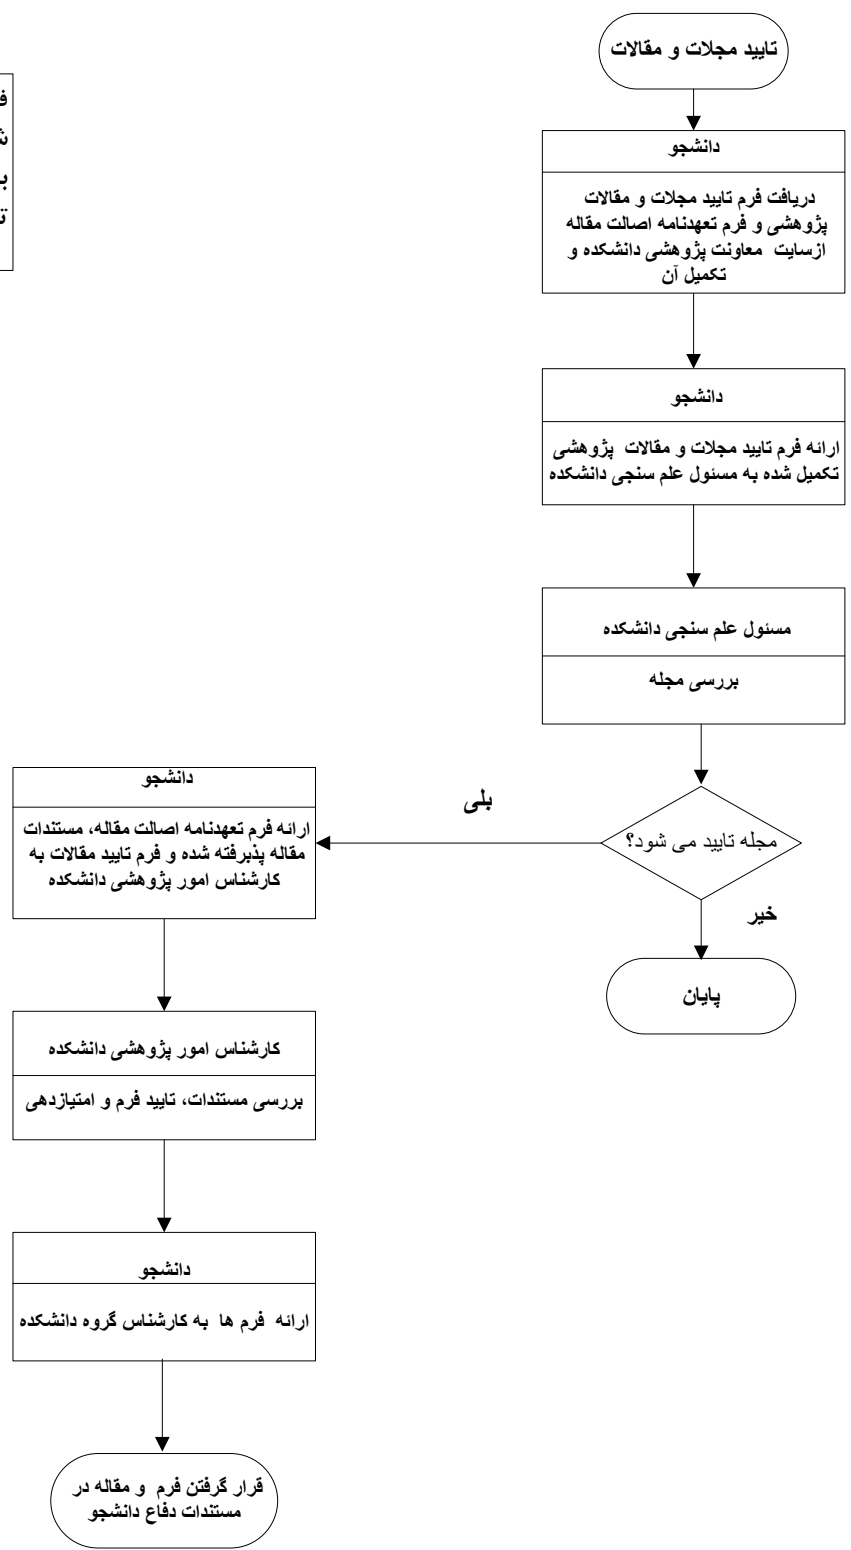 تایید مجلات و مقالات
دانشجو
دریافت فرم تایید مجلات و مقالات
پژوهشی و فرم تعهدنامه اصالت مقاله
ازسایت معاونت پژوهشی دانشکده و
تکمیل آن
دانشجو
ارائه فرم تایید مجلات و مقالات پژوهشی
تکمیل شده به مسئول علم سنجی دانشکده
مسئول علم سنجی دانشکده
بررسی مجله
مجله تایید می شود؟
خیر
پایان
بلی
دانشجو
ارائه فرم تعهدنامه اصالت مقاله، مستندات
مقاله پذبرفته شده و فرم تایید مقالات به
کارشناس امور پژوهشی دانشکده
کارشناس امور پژوهشی دانشکده
بررسی مستندات، تایید فرم و امتیازدهی
دانشجو
ارائه فرم ها به کارشناس گروه دانشکده
قرار گرفتن فرم و مقاله در
مستندات دفاع دانشجو